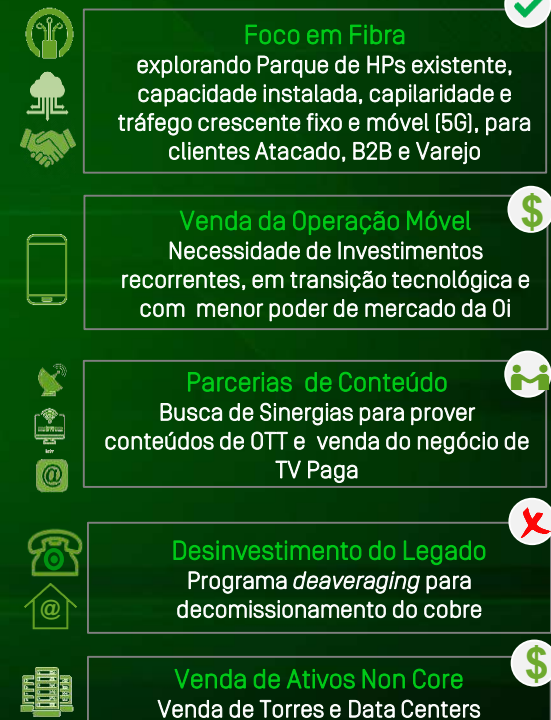 Foco em Fibra
explorando Parque de HPs existente,
capacidade instalada, capilaridade e
tráfego crescente fixo e móvel (5G), para
clientes Atacado, B2B e Varejo
$
Venda da Operação Móvel
Necessidade de Investimentos
recorrentes, em transição tecnológica e
com menor poder de mercado da Oi
Parcerias de Conteúdo
Busca de Sinergias para prover
conteúdos de OTT e venda do negócio de
TV Paga
@
Desinvestimento do Legado
Programa deaveraging para
decomissionamento do cobre
@
$
Venda de Ativos Non Core
Venda de Torres e Data Centers